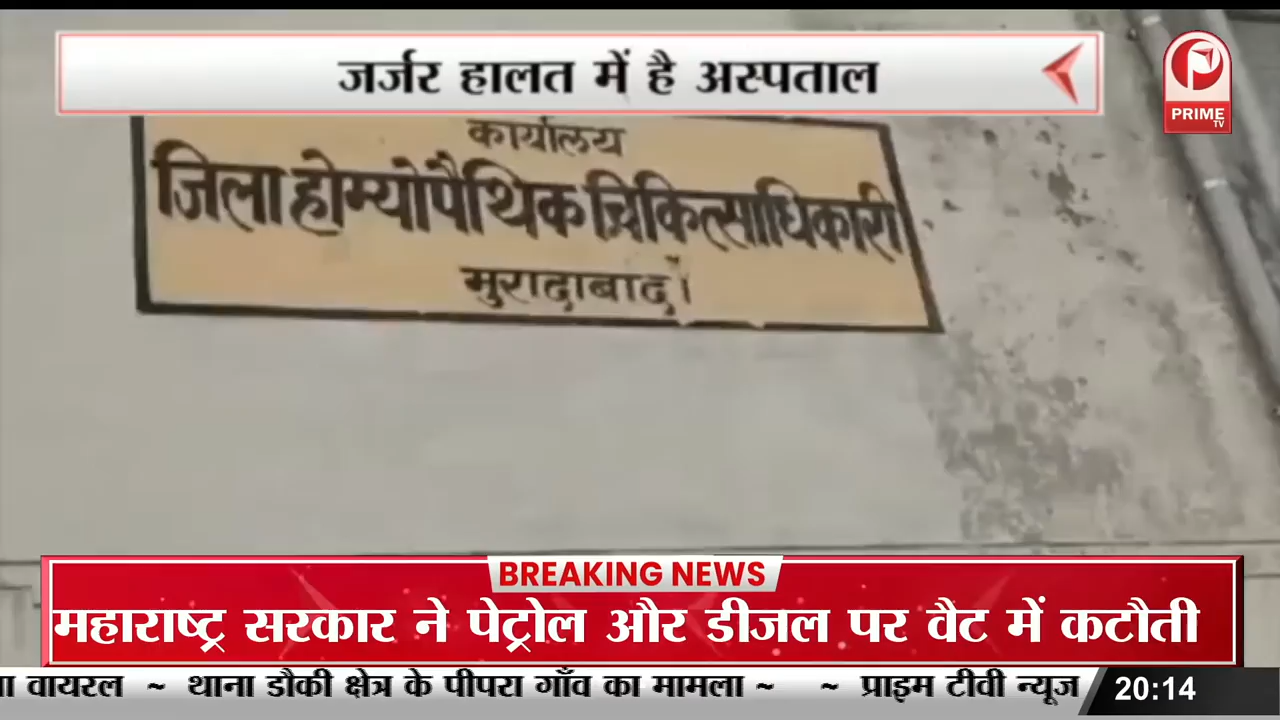 जर्जर हालत में है अस्पताल
PRIME
TV
कार्यालय
जिला होम्योपैथिक चिकित्साधिकारी
मुरादाबाद।
BREAKING NEWS
महाराष्ट्र सरकार ने पेट्रोल और डीजल पर वैट में कटौती
वायरल ~ थाना डौकी क्षेत्र के पीपरा गाँव का मामला ~ ~ प्राइम टीवी न्यूज
20:14